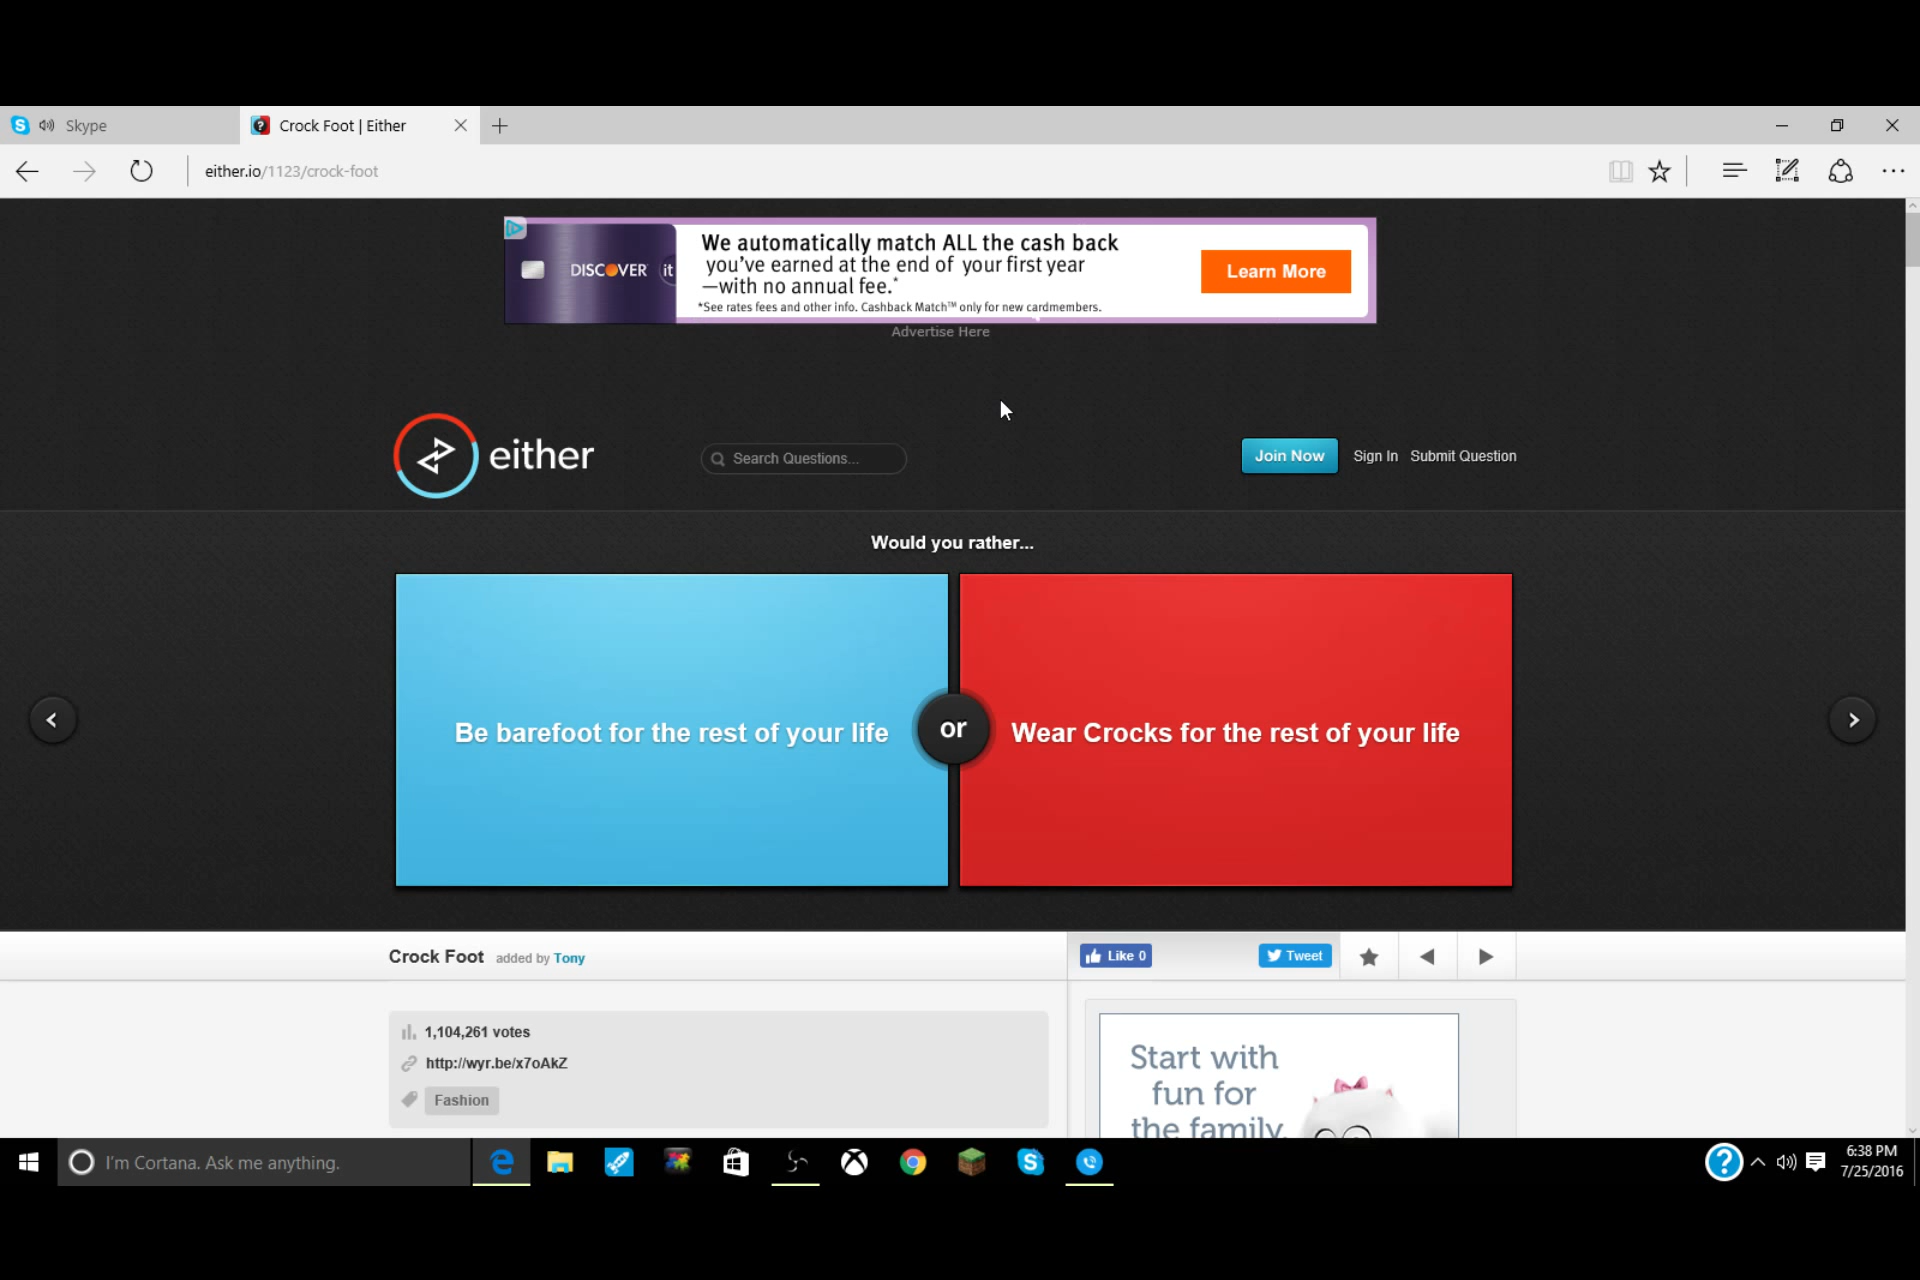 Skype
Crock Foot | Either
either.io/1123/crock-foot
DISCOVER it
We automatically match ALL the cash back
you've earned at the end of your first year
—with no annual fee.*
*See rates fees and other info. Cashback Match™ only for new cardmembers.
Learn More
Advertise Here
either
Search Questions...
Join Now Sign In Submit Question
Would you rather...
Be barefoot for the rest of your life
or
Wear Crocks for the rest of your life
Crock Foot added by Tony
Like 0
Tweet
1,104,261 votes
http://wyr.be/x7oAkZ
Fashion
Start with
fun for
the family.
I'm Cortana. Ask me anything.
6:38 PM
7/25/2016